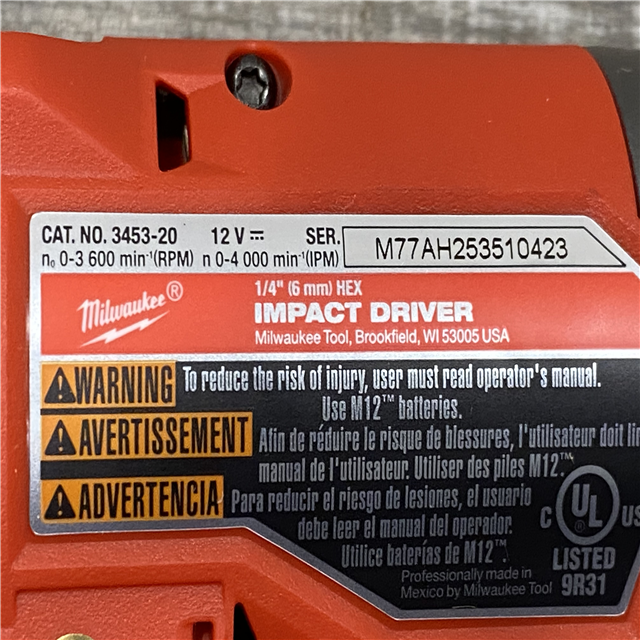 CAT. NO. 3453-20 12 V ⎓ SER. M77AH253510423
n₀ 0-3 600 min⁻¹(RPM) n 0-4 000 min⁻¹(IPM)
Milwaukee®
1/4" (6 mm) HEX
IMPACT DRIVER
Milwaukee Tool, Brookfield, WI 53005 USA
WARNING To reduce the risk of injury, user must read operator's manual.
Use M12™ batteries.
AVERTISSEMENT Afin de réduire le risque de blessures, l'utilisateur doit
manuel de l'utilisateur. Utiliser des piles M12.™
ADVERTENCIA Para reducir el riesgo de lesiones, el usuario
debe leer el manual del operador.
Utilice baterías de M12™.
C UL US
LISTED
9R31
Professionally made in
Mexico by Milwaukee Tool